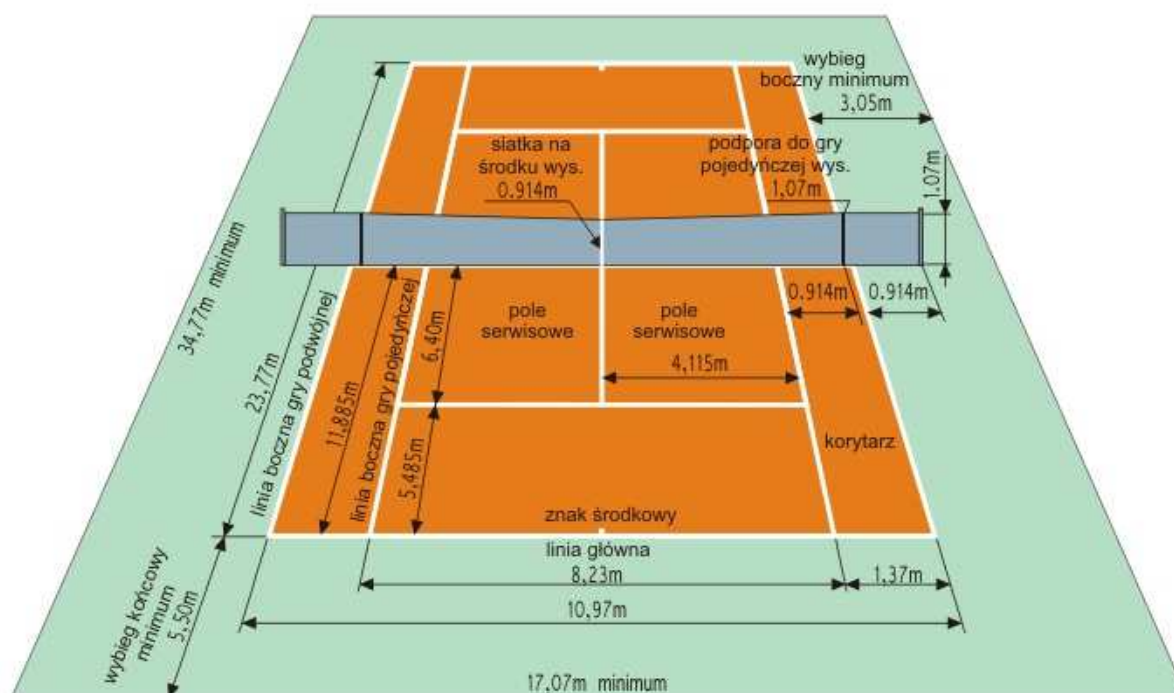 wybieg
boczny minimum
3,05m
siatka na
środku wys.
0.914m
podpora do gry
pojedyńczej wys.
1,07m
1.07m
34,77m minimum
23,77m
linia boczna gry podwójnej
11.885m
linia boczna gry pojedyńczej
6,40m
5,485m
pole
serwisowe
pole
serwisowe
4,115m
0.914m
0.914m
korytarz
znak środkowy
linia główna
8,23m
1,37m
10,97m
wybieg końcowy
minimum
5,50m
17,07m minimum